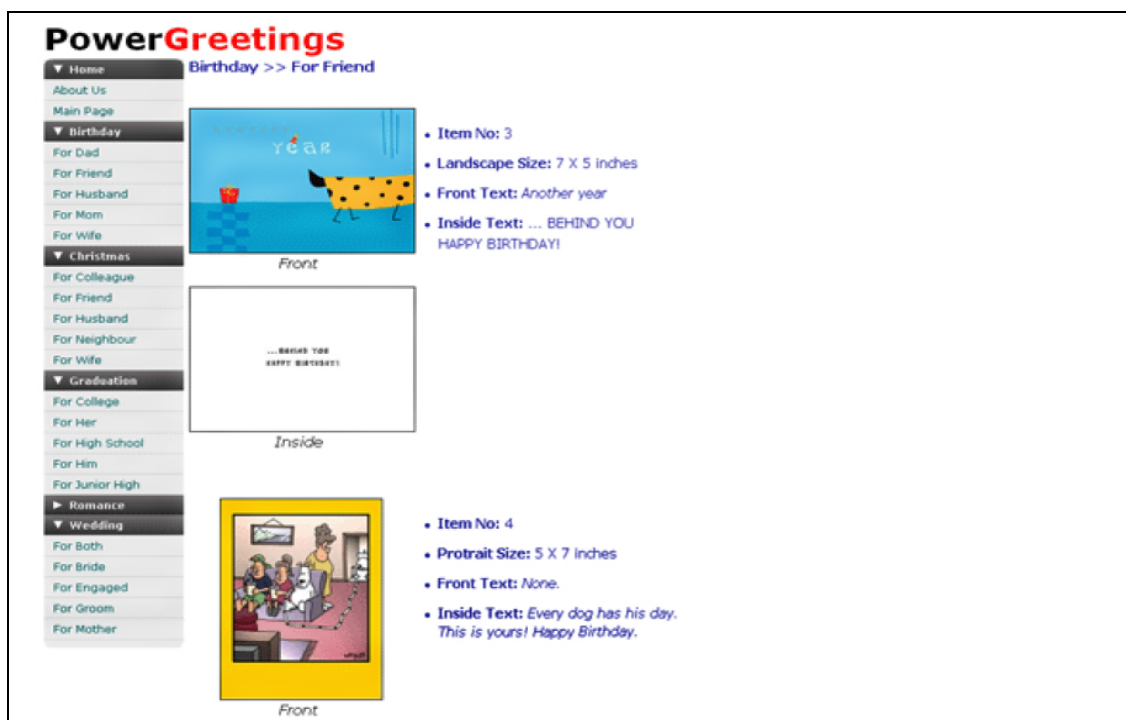 PowerGreetings
▼ Home
About Us
Main Page
▼ Birthday
For Dad
For Friend
For Husband
For Mom
For Wife
▼ Christmas
For Colleague
For Friend
For Husband
For Neighbour
For Wife
▼ Graduation
For College
For Her
For High School
For Him
For Junior High
► Romance
▼ Wedding
For Both
For Bride
For Engaged
For Groom
For Mother
Birthday >> For Friend
year
Front
• Item No: 3
• Landscape Size: 7 X 5 inches
• Front Text: Another year
• Inside Text: ... BEHIND YOU
HAPPY BIRTHDAY!
...BEHIND YOU
HAPPY BIRTHDAY!
Inside
Front
• Item No: 4
• Protrait Size: 5 X 7 inches
• Front Text: None.
• Inside Text: Every dog has his day.
This is yours! Happy Birthday.